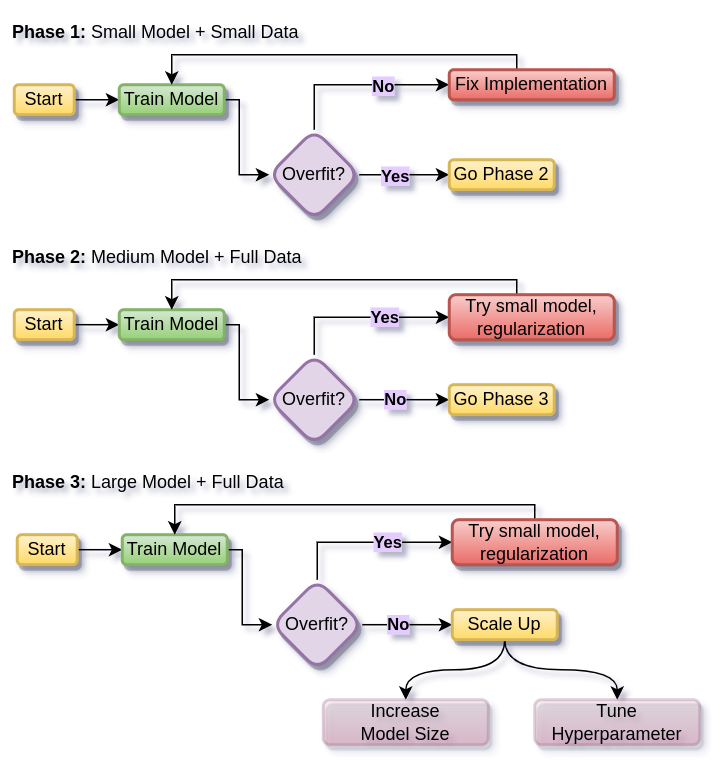 Phase 1: Small Model + Small Data
Start
Train Model
Overfit?
No
Fix Implementation
Yes
Go Phase 2
Phase 2: Medium Model + Full Data
Start
Train Model
Overfit?
Yes
Try small model,
regularization
No
Go Phase 3
Phase 3: Large Model + Full Data
Start
Train Model
Overfit?
Yes
Try small model,
regularization
No
Scale Up
Increase
Model Size
Tune
Hyperparameter